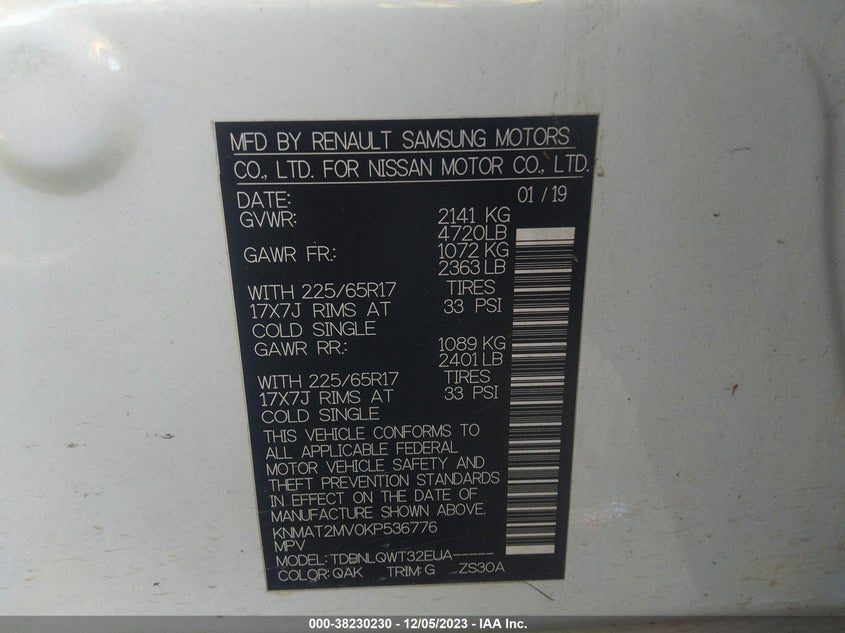 MFD BY RENAULT SAMSUNG MOTORS
CO., LTD. FOR NISSAN MOTOR CO., LTD.
DATE: 01 / 19
GVWR: 2141 KG
4720LB
GAWR FR.: 1072 KG
2363 LB
WITH 225/65R17 TIRES
17X7J RIMS AT 33 PSI
COLD SINGLE
GAWR RR.: 1089 KG
2401 LB
WITH 225/65R17 TIRES
17X7J RIMS AT 33 PSI
COLD SINGLE
THIS VEHICLE CONFORMS TO
ALL APPLICABLE FEDERAL
MOTOR VEHICLE SAFETY AND
THEFT PREVENTION STANDARDS
IN EFFECT ON THE DATE OF
MANUFACTURE SHOWN ABOVE.
KNMAT2MV0KP536776
MPV
MODEL: TDBNLQWT32EUA------
COLOR: QAK TRIM: G ZS30A
000-38230230 - 12/05/2023 - IAA Inc.